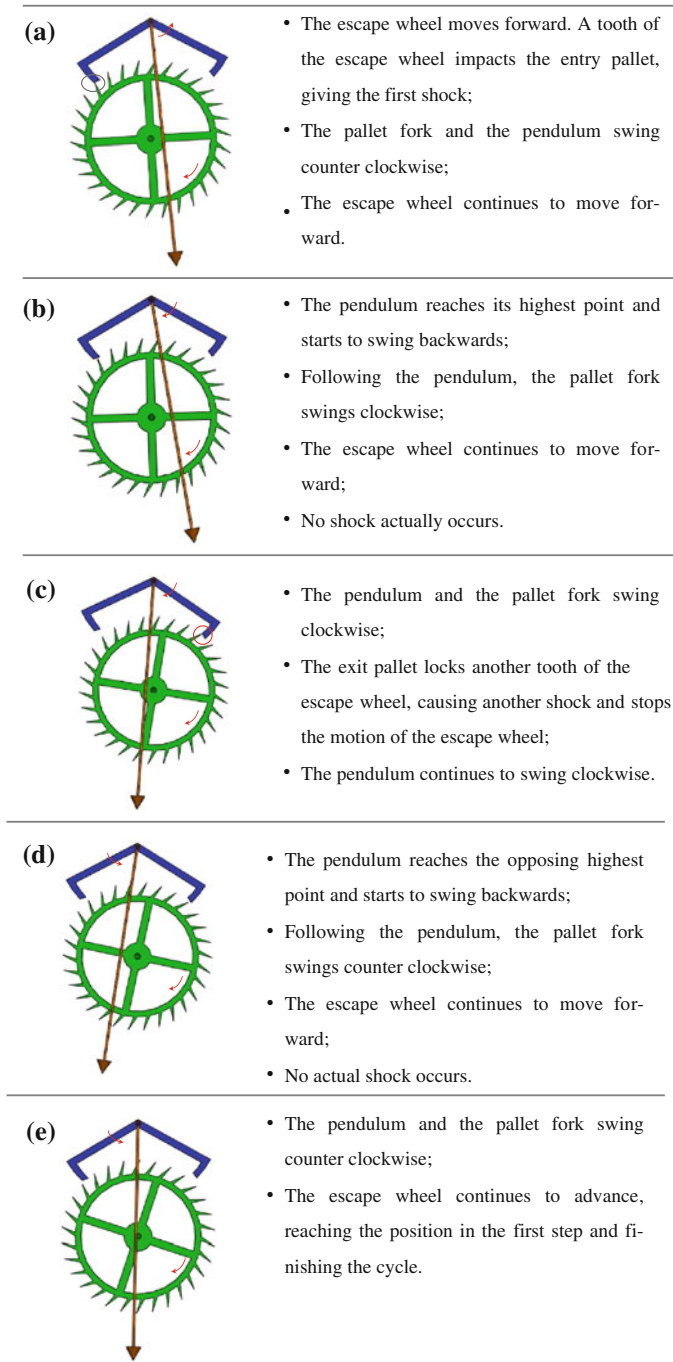 (a)
• The escape wheel moves forward. A tooth of
the escape wheel impacts the entry pallet,
giving the first shock;
• The pallet fork and the pendulum swing
counter clockwise;
• The escape wheel continues to move for-
ward.
(b)
• The pendulum reaches its highest point and
starts to swing backwards;
• Following the pendulum, the pallet fork
swings clockwise;
• The escape wheel continues to move for-
ward;
• No shock actually occurs.
(c)
• The pendulum and the pallet fork swing
clockwise;
• The exit pallet locks another tooth of the
escape wheel, causing another shock and stops
the motion of the escape wheel;
• The pendulum continues to swing clockwise.
(d)
• The pendulum reaches the opposing highest
point and starts to swing backwards;
• Following the pendulum, the pallet fork
swings counter clockwise;
• The escape wheel continues to move for-
ward;
• No actual shock occurs.
(e)
• The pendulum and the pallet fork swing
counter clockwise;
• The escape wheel continues to advance,
reaching the position in the first step and fi-
nishing the cycle.